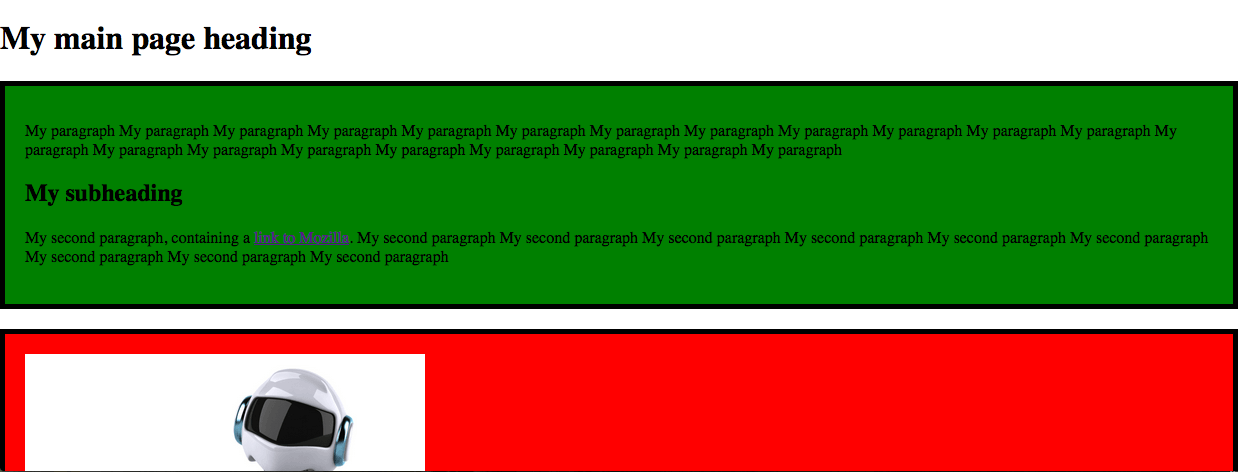 My main page heading
My paragraph My paragraph My paragraph My paragraph My paragraph My paragraph My paragraph My paragraph My paragraph My paragraph My paragraph My paragraph My
paragraph My paragraph My paragraph My paragraph My paragraph My paragraph My paragraph My paragraph My paragraph
My subheading
My second paragraph, containing a link to Mozilla. My second paragraph My second paragraph My second paragraph My second paragraph My second paragraph My second paragraph
My second paragraph My second paragraph My second paragraph